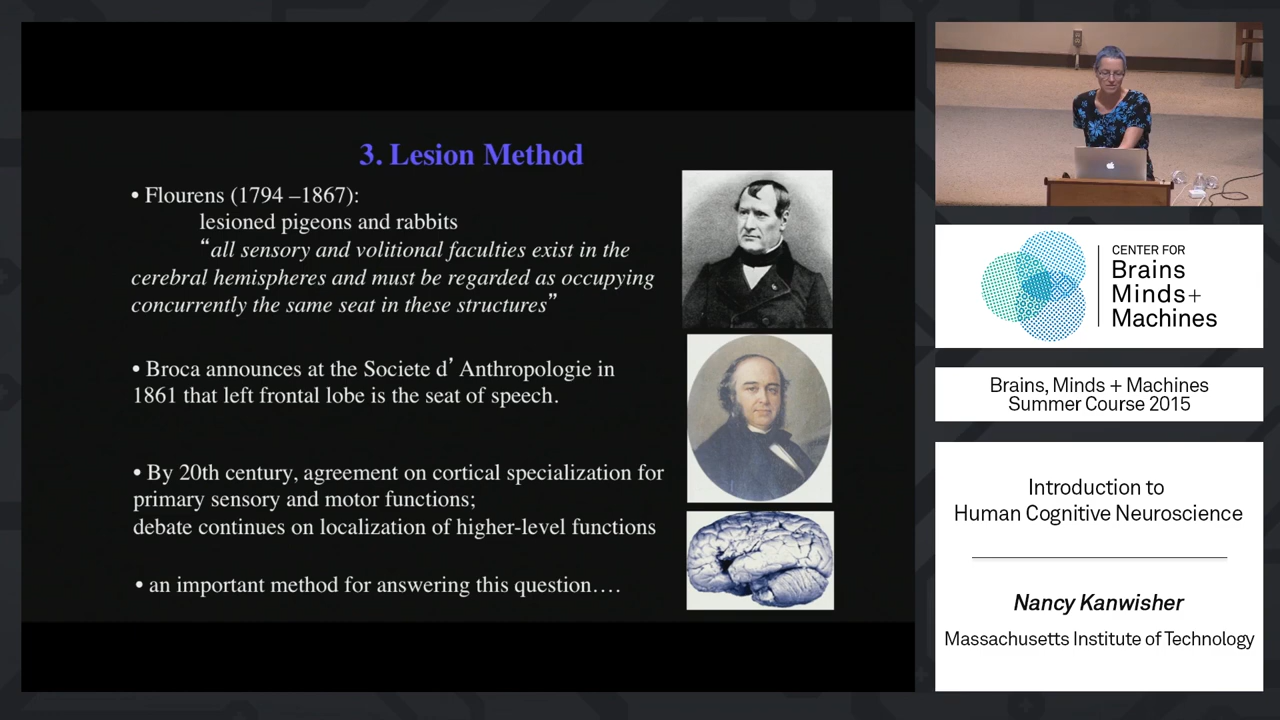 3. Lesion Method
• Flourens (1794 –1867):
lesioned pigeons and rabbits
“all sensory and volitional faculties exist in the
cerebral hemispheres and must be regarded as occupying
concurrently the same seat in these structures”
• Broca announces at the Societe d’ Anthropologie in
1861 that left frontal lobe is the seat of speech.
• By 20th century, agreement on cortical specialization for
primary sensory and motor functions;
debate continues on localization of higher-level functions
• an important method for answering this question….
CENTER FOR
Brains
Minds+
Machines
Brains, Minds + Machines
Summer Course 2015
Introduction to
Human Cognitive Neuroscience
Nancy Kanwisher
Massachusetts Institute of Technology